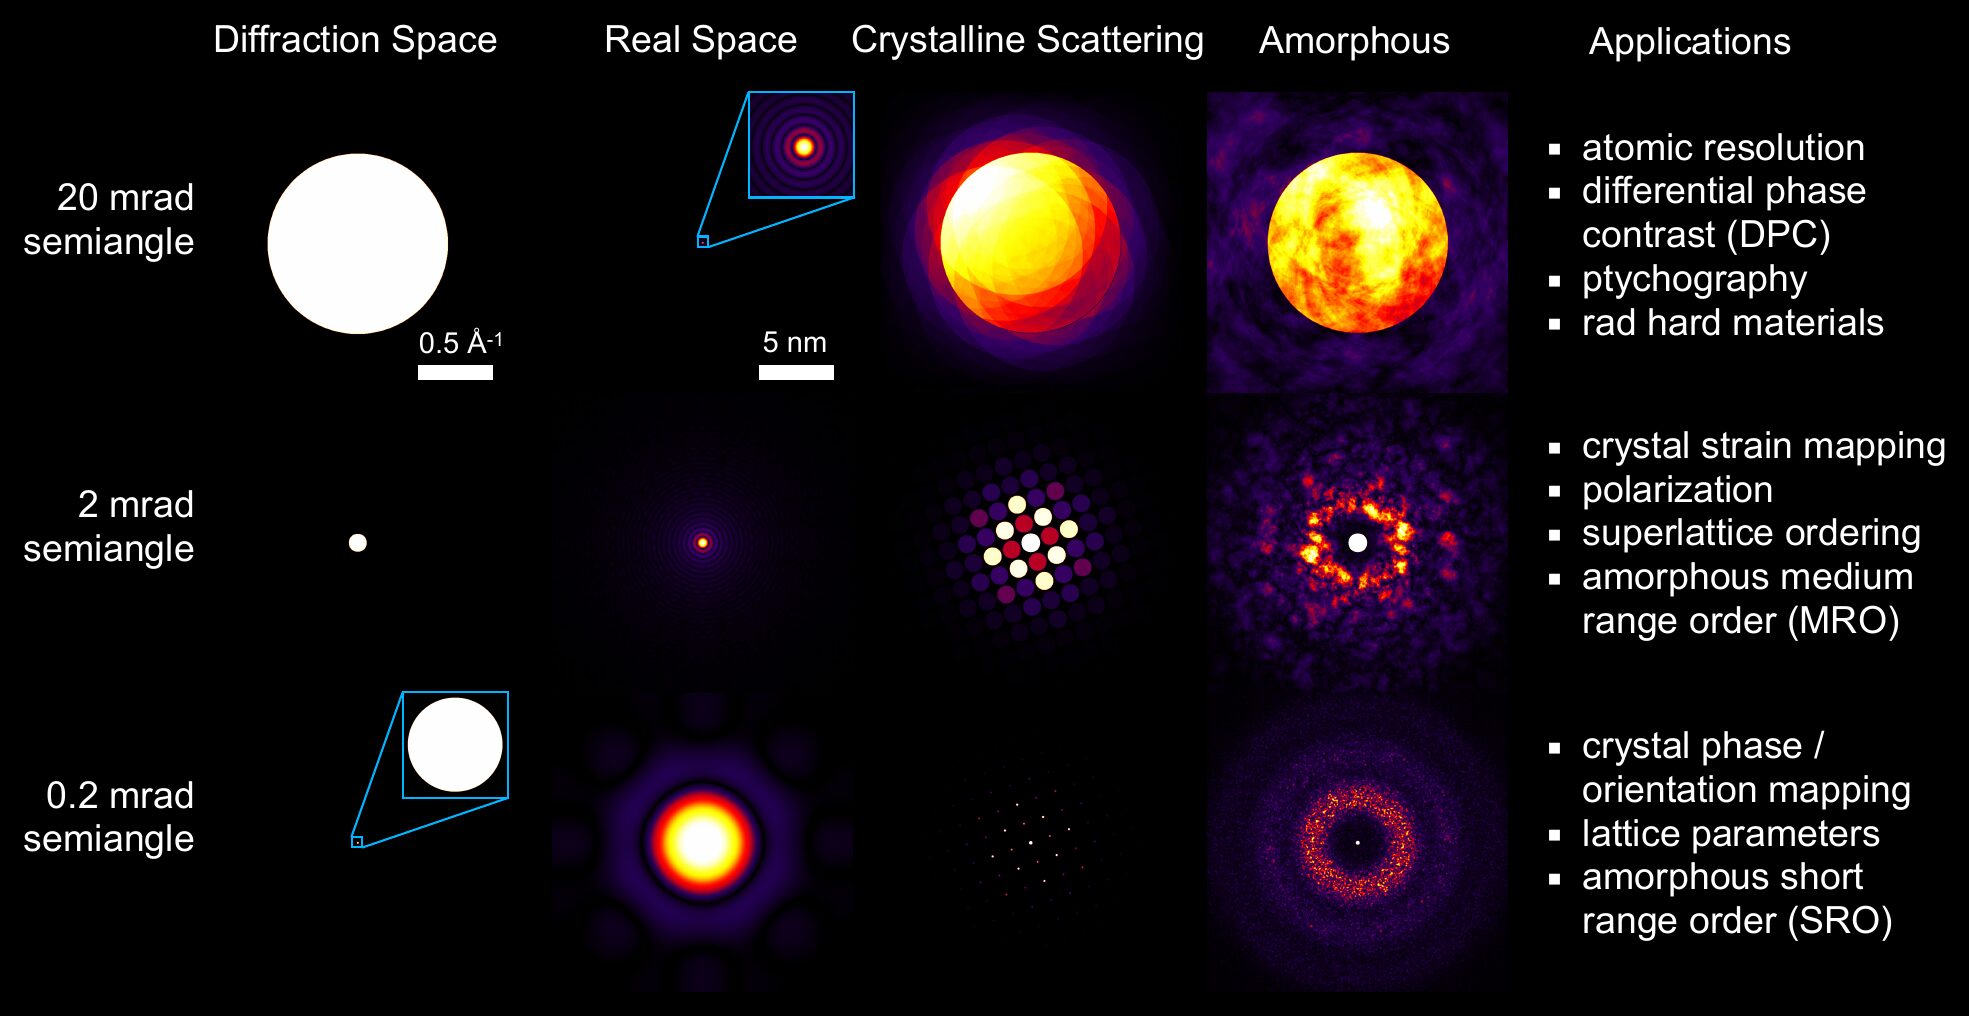 Diffraction Space
Real Space
Crystalline Scattering
Amorphous
Applications
20 mrad
semiangle
0.5 Å-1
5 nm
▪ atomic resolution
▪ differential phase
contrast (DPC)
▪ ptychography
▪ rad hard materials
2 mrad
semiangle
▪ crystal strain mapping
▪ polarization
▪ superlattice ordering
▪ amorphous medium
range order (MRO)
0.2 mrad
semiangle
▪ crystal phase /
orientation mapping
▪ lattice parameters
▪ amorphous short
range order (SRO)